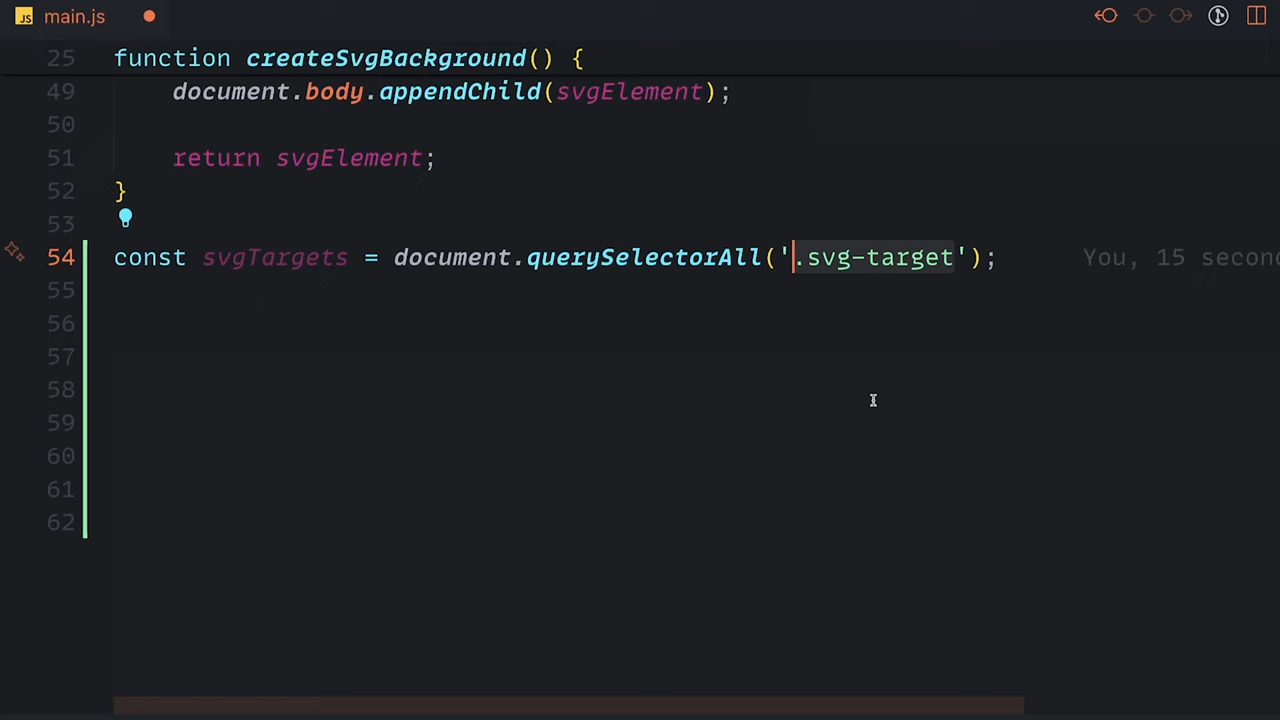 JS main.js
25 function createSvgBackground() {
49 document.body.appendChild(svgElement);
50
51 return svgElement;
52 }
53
54 const svgTargets = document.querySelectorAll('.svg-target'); You, 15 second
55
56
57
58
59
60
61
62